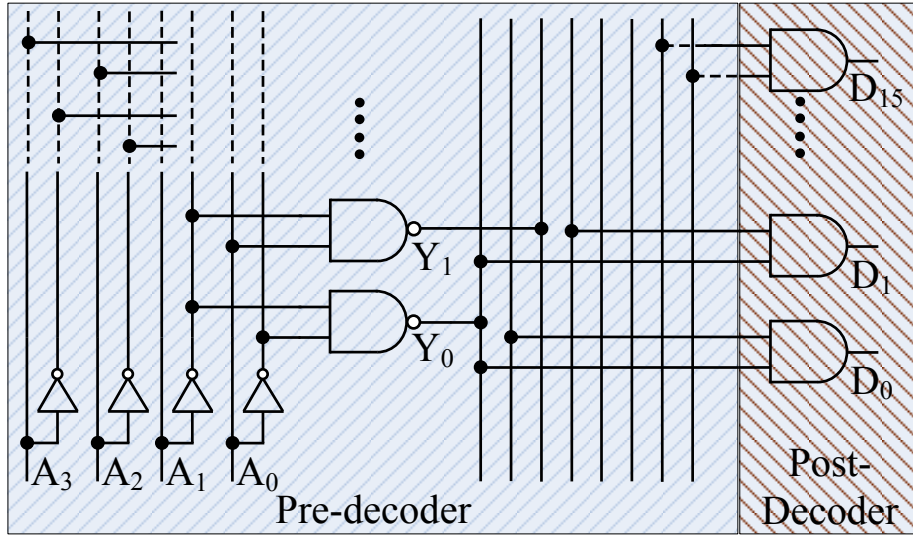 D₁₅
Y₁
D₁
Y₀
D₀
A₃ A₂ A₁ A₀
Pre-decoder
Post-
Decoder